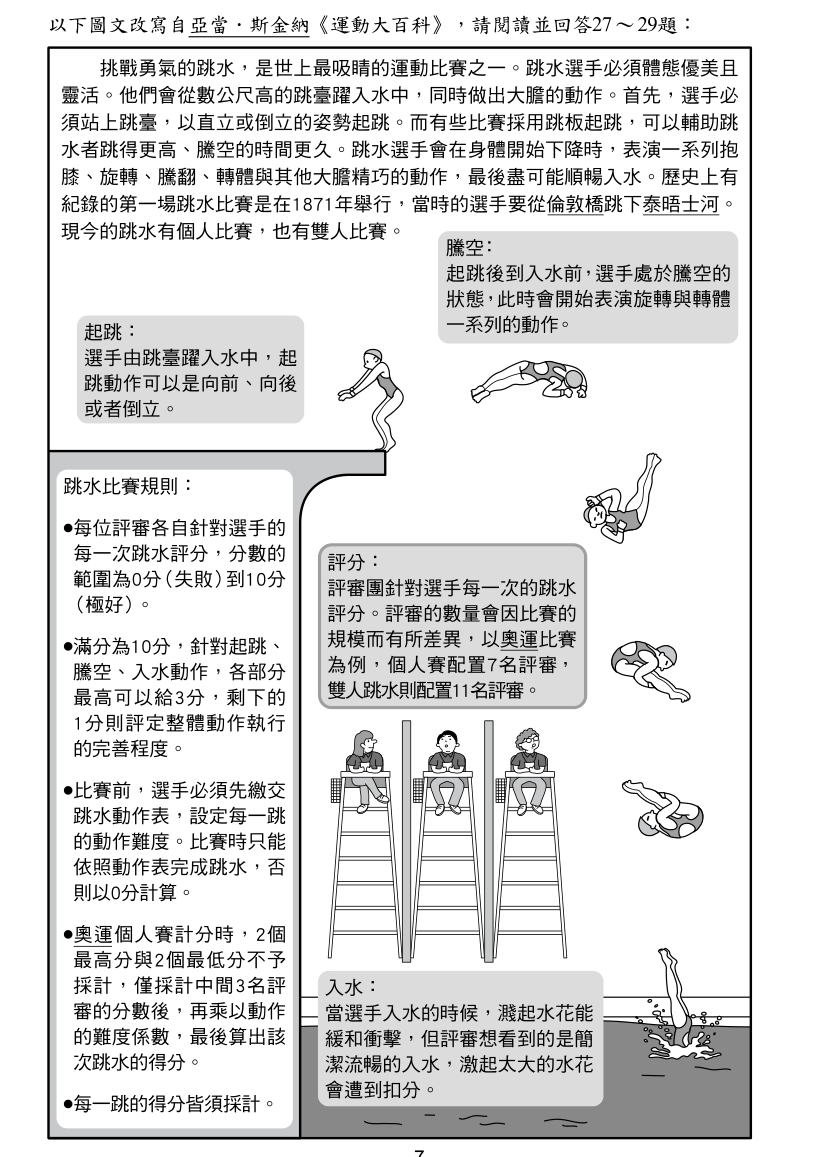 以下圖文改寫自亞當．斯金納《運動大百科》，請閱讀並回答27～29題：
挑戰勇氣的跳水，是世上最吸睛的運動比賽之一。跳水選手必須體態優美且
靈活。他們會從數公尺高的跳臺躍入水中，同時做出大膽的動作。首先，選手必
須站上跳臺，以直立或倒立的姿勢起跳。而有些比賽採用跳板起跳，可以輔助跳
水者跳得更高、騰空的時間更久。跳水選手會在身體開始下降時，表演一系列抱
膝、旋轉、騰翻、轉體與其他大膽精巧的動作，最後盡可能順暢入水。歷史上有
紀錄的第一場跳水比賽是在1871年舉行，當時的選手要從倫敦橋跳下泰晤士河。
現今的跳水有個人比賽，也有雙人比賽。
騰空：
起跳後到入水前，選手處於騰空的
狀態，此時會開始表演旋轉與轉體
一系列的動作。
起跳：
選手由跳臺躍入水中，起
跳動作可以是向前、向後
或者倒立。
跳水比賽規則：
●每位評審各自針對選手的
每一次跳水評分，分數的
範圍為0分（失敗）到10分
（極好）。
●滿分為10分，針對起跳、
騰空、入水動作，各部分
最高可以給3分，剩下的
1分則評定整體動作執行
的完善程度。
●比賽前，選手必須先繳交
跳水動作表，設定每一跳
的動作難度。比賽時只能
依照動作表完成跳水，否
則以0分計算。
●奧運個人賽計分時，2個
最高分與2個最低分不予
採計，僅採計中間3名評
審的分數後，再乘以動作
的難度係數，最後算出該
次跳水的得分。
●每一跳的得分皆須採計。
評分：
評審團針對選手每一次的跳水
評分。評審的數量會因比賽的
規模而有所差異，以奧運比賽
為例，個人賽配置7名評審，
雙人跳水則配置11名評審。
入水：
當選手入水的時候，濺起水花能
緩和衝擊，但評審想看到的是簡
潔流暢的入水，激起太大的水花
會遭到扣分。
7